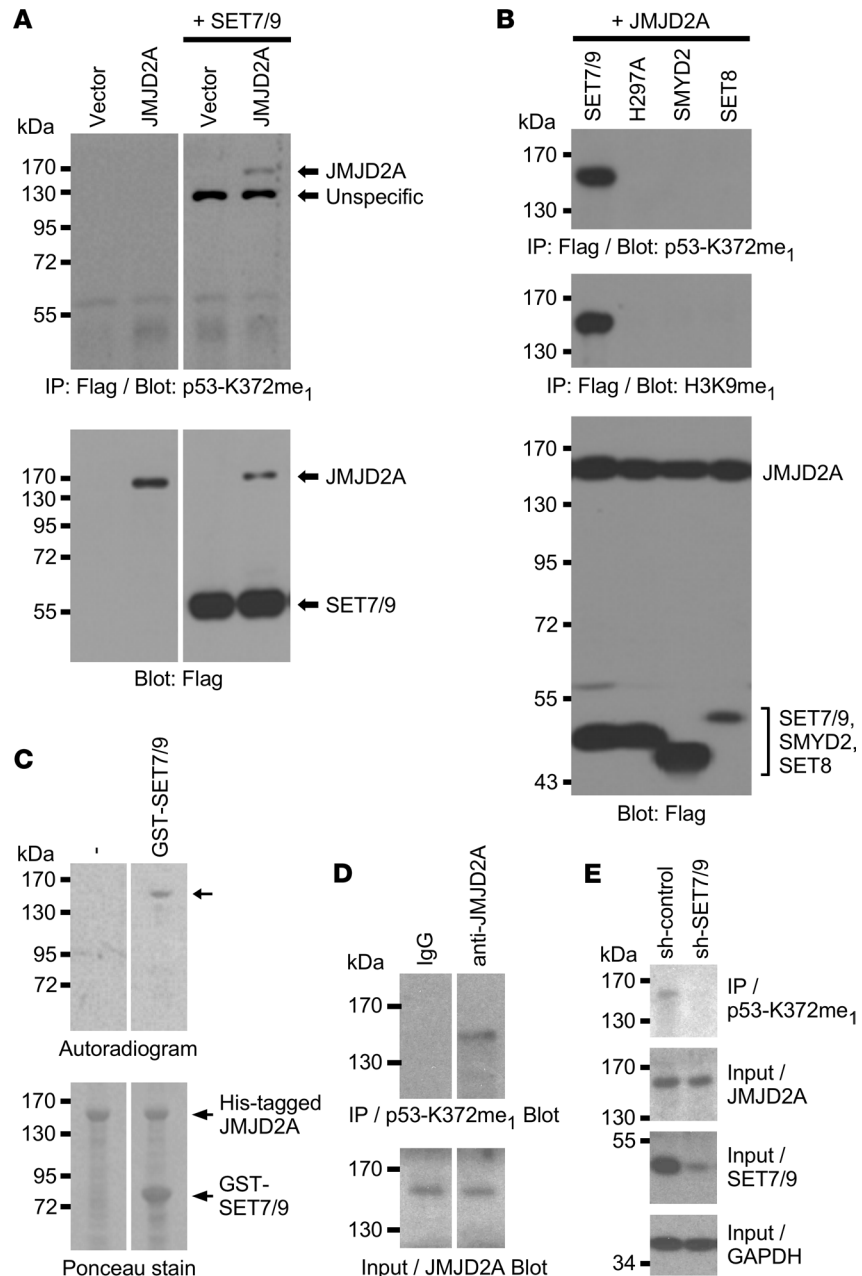 A
+ SET7/9
Vector
JMJD2A
Vector
JMJD2A
kDa
170
130
95
72
55
JMJD2A
Unspecific
IP: Flag / Blot: p53-K372me1
170
130
95
72
55
JMJD2A
SET7/9
Blot: Flag
B
+ JMJD2A
SET7/9
H297A
SMYD2
SET8
kDa
170
130
IP: Flag / Blot: p53-K372me1
170
130
IP: Flag / Blot: H3K9me1
170
130
95
72
55
43
JMJD2A
SET7/9,
SMYD2,
SET8
Blot: Flag
C
-
GST-SET7/9
kDa
170
130
95
72
Autoradiogram
170
130
95
72
His-tagged
JMJD2A
GST-
SET7/9
Ponceau stain
D
IgG
anti-JMJD2A
kDa
170
130
IP / p53-K372me1 Blot
170
130
Input / JMJD2A Blot
E
sh-control
sh-SET7/9
kDa
170
130
IP /
p53-K372me1
170
130
Input /
JMJD2A
55
Input /
SET7/9
34
Input /
GAPDH